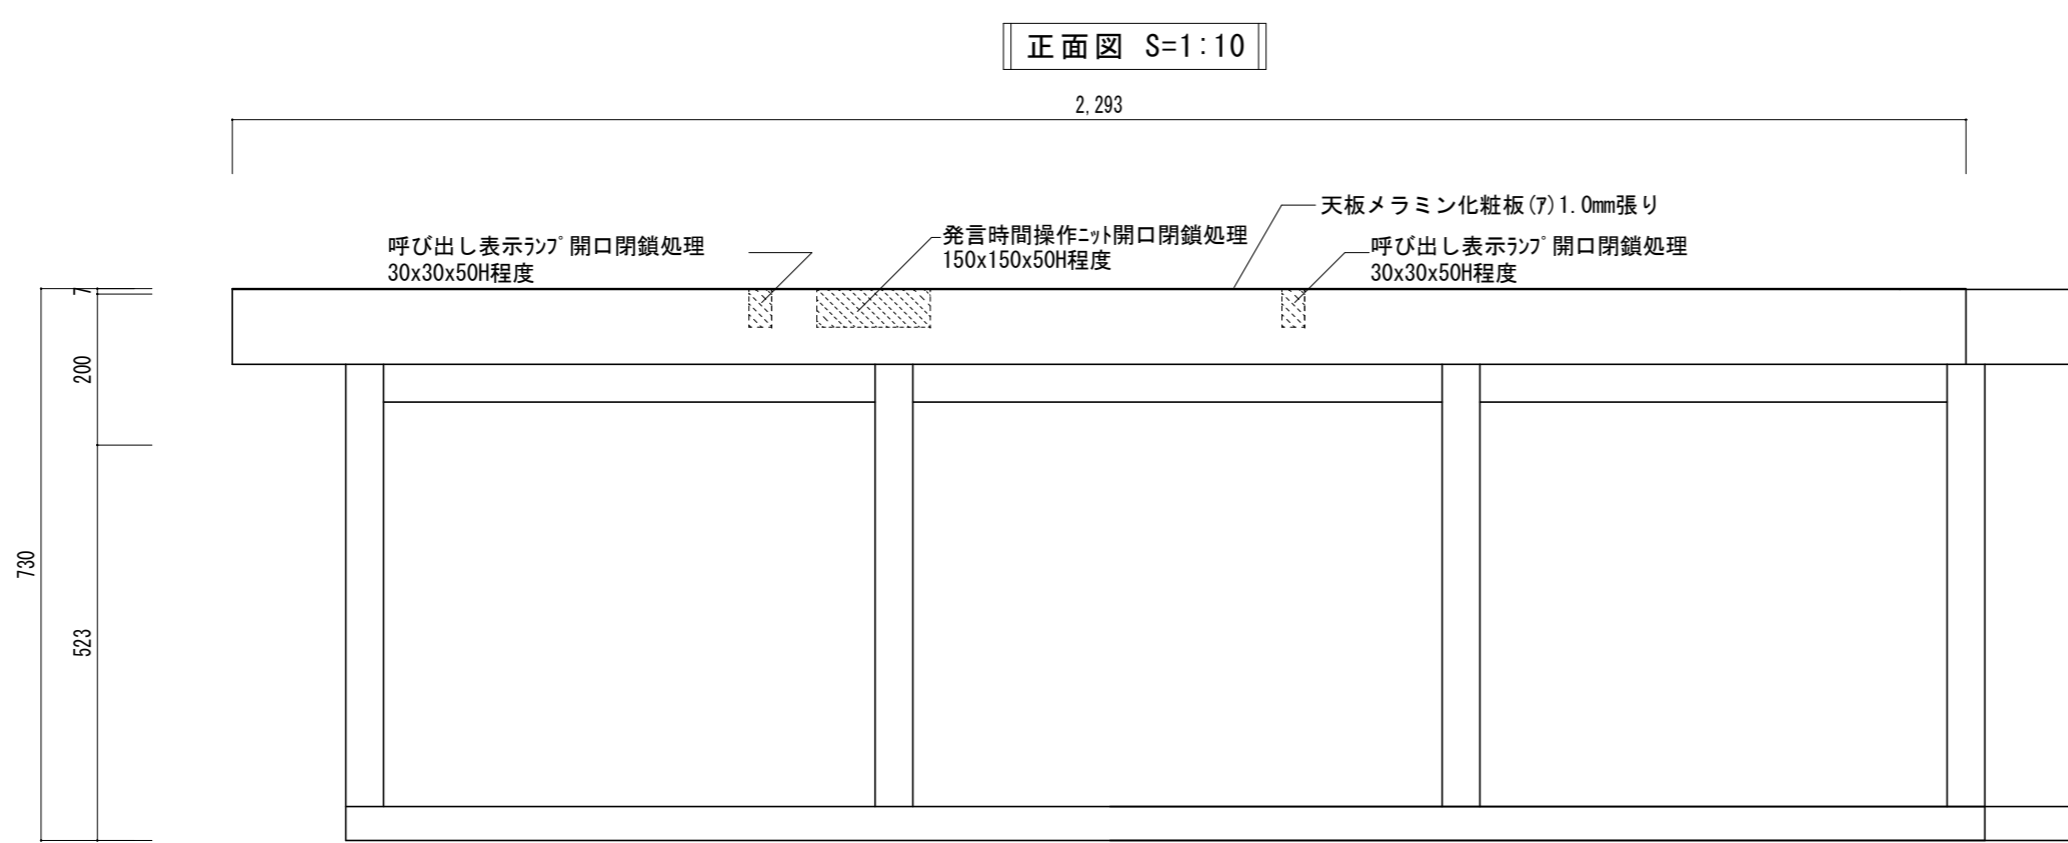 正面図 S=1:10
2,293
天板メラミン化粧板(ｱ)1.0mm張り
呼び出し表示ﾗﾝﾌﾟ開口閉鎖処理
30x30x50H程度
発言時間操作ﾆｯﾄ開口閉鎖処理
150x150x50H程度
呼び出し表示ﾗﾝﾌﾟ開口閉鎖処理
30x30x50H程度
7
200
730
523